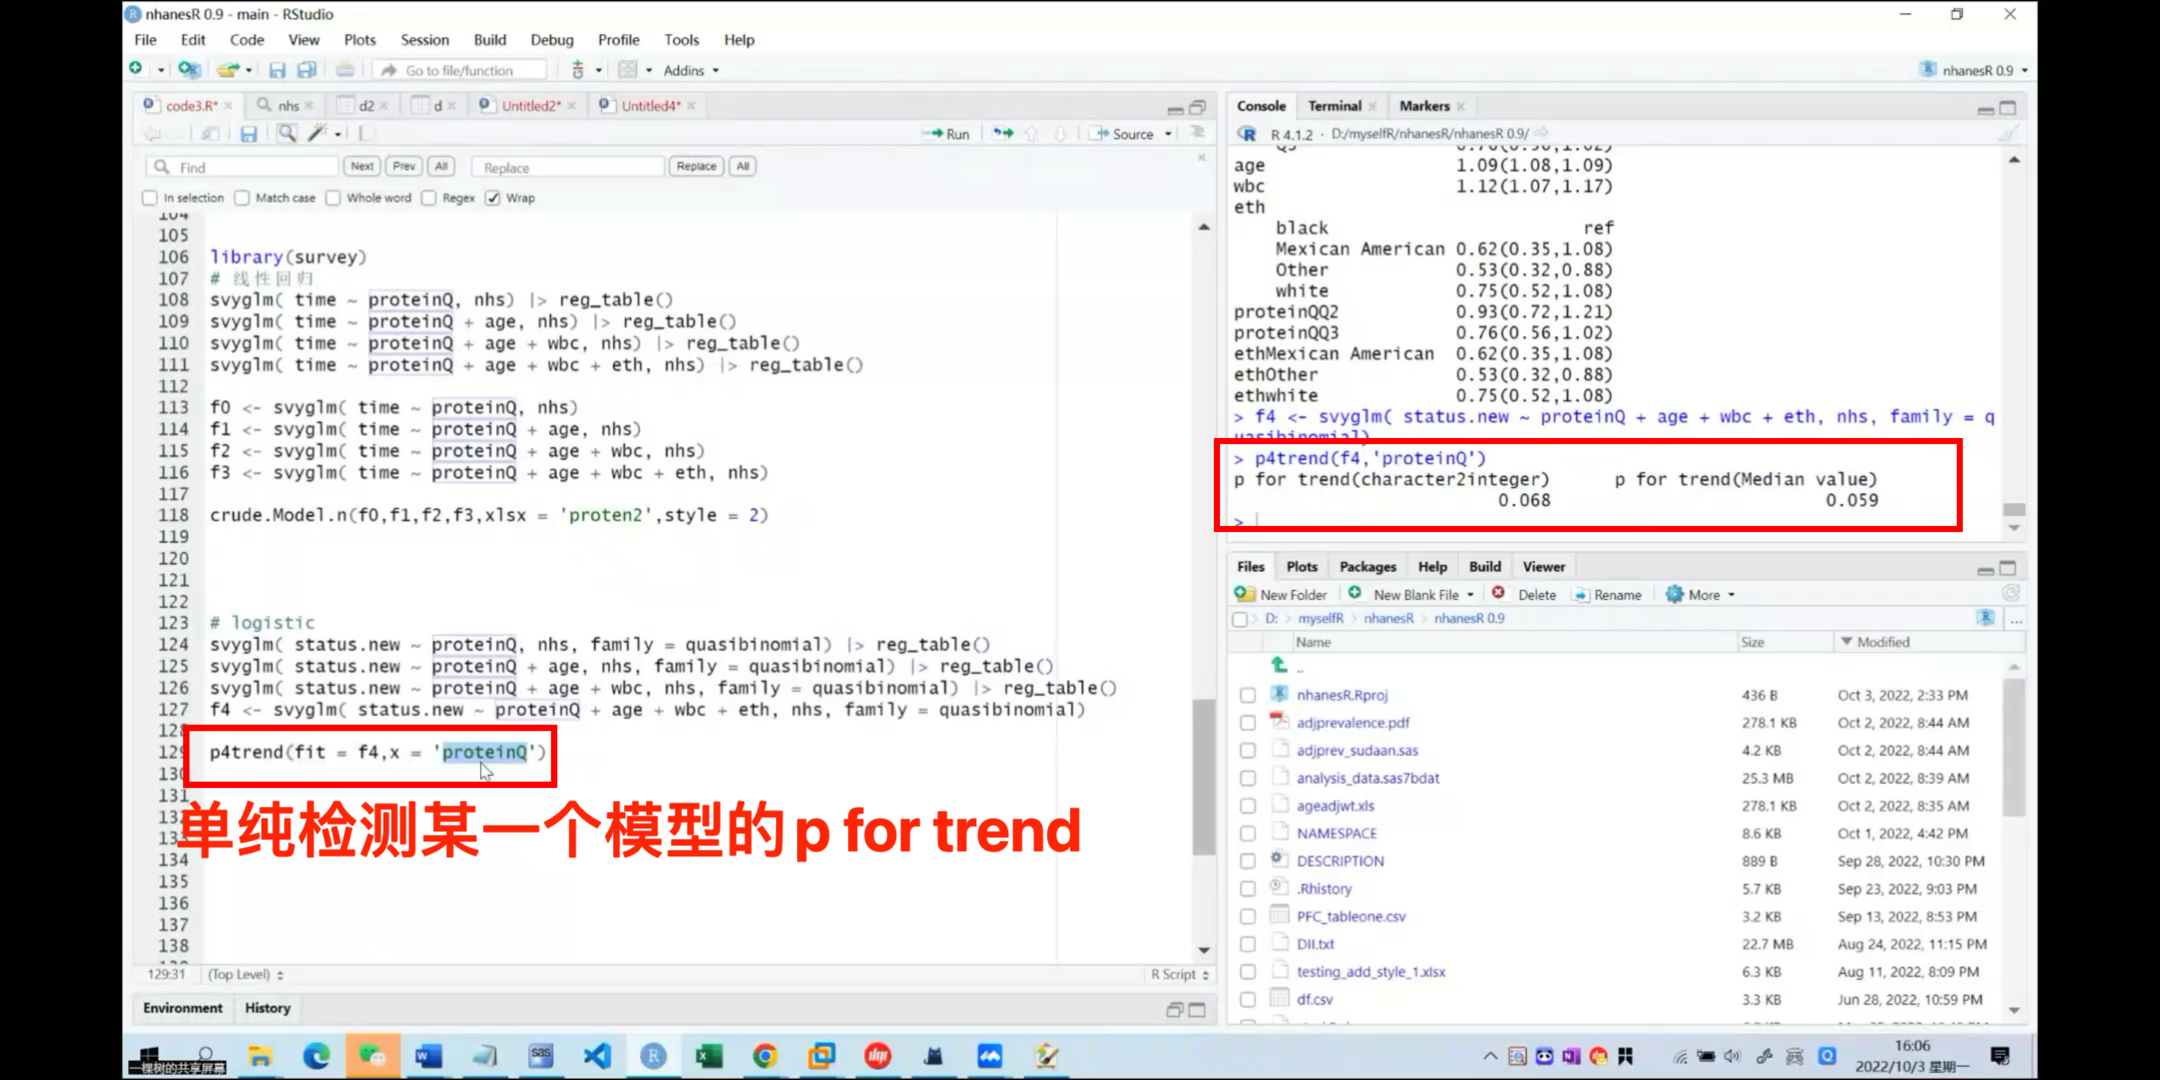 nhanesR 0.9 - main - RStudio
File Edit Code View Plots Session Build Debug Profile Tools Help
Go to file/function Addins nhanesR 0.9
code3.R* nhs d2 d Untitled2* Untitled4*
Run Source
Find Next Prev All Replace Replace All
In selection Match case Whole word Regex Wrap
104
105
106 library(survey)
107 # 线性回归
108 svyglm( time ~ proteinQ, nhs) |> reg_table()
109 svyglm( time ~ proteinQ + age, nhs) |> reg_table()
110 svyglm( time ~ proteinQ + age + wbc, nhs) |> reg_table()
111 svyglm( time ~ proteinQ + age + wbc + eth, nhs) |> reg_table()
112
113 f0 <- svyglm( time ~ proteinQ, nhs)
114 f1 <- svyglm( time ~ proteinQ + age, nhs)
115 f2 <- svyglm( time ~ proteinQ + age + wbc, nhs)
116 f3 <- svyglm( time ~ proteinQ + age + wbc + eth, nhs)
117
118 crude.Model.n(f0,f1,f2,f3,xlsx = 'proten2',style = 2)
119
120
121
122
123 # logistic
124 svyglm( status.new ~ proteinQ, nhs, family = quasibinomial) |> reg_table()
125 svyglm( status.new ~ proteinQ + age, nhs, family = quasibinomial) |> reg_table()
126 svyglm( status.new ~ proteinQ + age + wbc, nhs, family = quasibinomial) |> reg_table()
127 f4 <- svyglm( status.new ~ proteinQ + age + wbc + eth, nhs, family = quasibinomial)
128
129 p4trend(fit = f4,x = 'proteinQ')
130
131
单纯检测某一个模型的p for trend
134
135
136
137
138
129:31 (Top Level) R Script
Environment History
Console Terminal Markers
R 4.1.2 · D:/myselfR/nhanesR/nhanesR 0.9/
age 1.09(1.08,1.09)
wbc 1.12(1.07,1.17)
eth
black ref
Mexican American 0.62(0.35,1.08)
Other 0.53(0.32,0.88)
white 0.75(0.52,1.08)
proteinQQ2 0.93(0.72,1.21)
proteinQQ3 0.76(0.56,1.02)
ethMexican American 0.62(0.35,1.08)
ethOther 0.53(0.32,0.88)
ethwhite 0.75(0.52,1.08)
> f4 <- svyglm( status.new ~ proteinQ + age + wbc + eth, nhs, family = q
uasibinomial)
> p4trend(f4,'proteinQ')
p for trend(character2integer) p for trend(Median value)
0.068 0.059
>
Files Plots Packages Help Build Viewer
New Folder New Blank File Delete Rename More
D: myselfR nhanesR nhanesR 0.9
Name Size Modified
..
nhanesR.Rproj 436 B Oct 3, 2022, 2:33 PM
adjprevalence.pdf 278.1 KB Oct 2, 2022, 8:44 AM
adjprev_sudaan.sas 4.2 KB Oct 2, 2022, 8:44 AM
analysis_data.sas7bdat 25.3 MB Oct 2, 2022, 8:39 AM
ageadjwt.xls 278.1 KB Oct 2, 2022, 8:35 AM
NAMESPACE 8.6 KB Oct 1, 2022, 4:42 PM
DESCRIPTION 889 B Sep 28, 2022, 10:30 PM
.Rhistory 5.7 KB Sep 23, 2022, 9:03 PM
PFC_tableone.csv 3.2 KB Sep 13, 2022, 8:53 PM
DII.txt 22.7 MB Aug 24, 2022, 11:15 PM
testing_add_style_1.xlsx 6.3 KB Aug 11, 2022, 8:09 PM
df.csv 3.3 KB Jun 28, 2022, 10:59 PM
一棵树的共享屏幕
16:06
2022/10/3 星期一